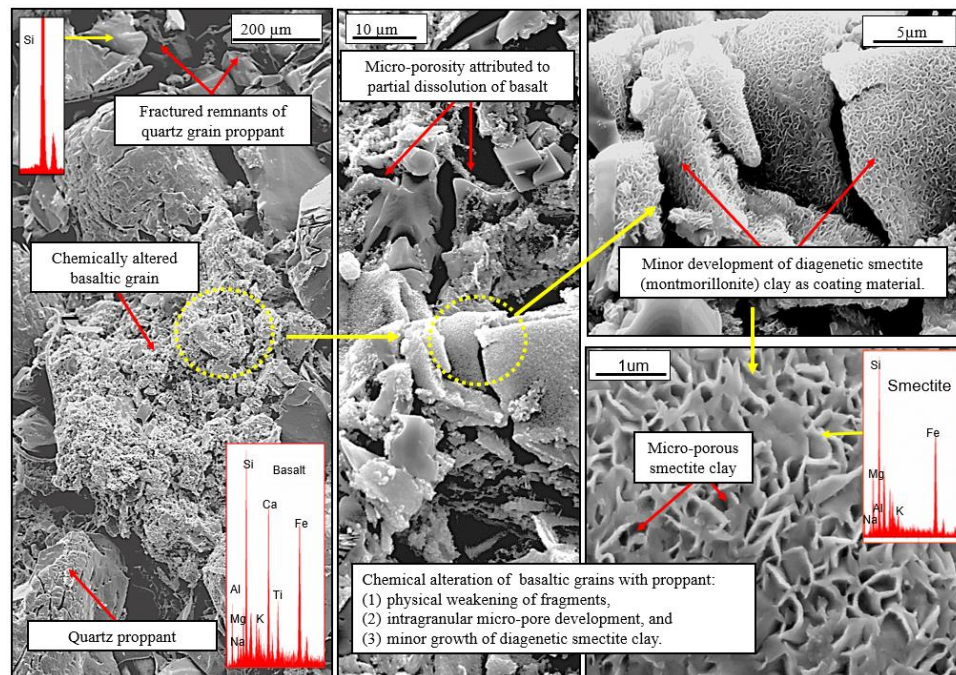 Si
200 µm
Fractured remnants of
quartz grain proppant
Chemically altered
basaltic grain
Si
Basalt
Ca
Fe
Al
Ti
Mg
K
Na
Quartz proppant
10 µm
Micro-porosity attributed to
partial dissolution of basalt
5µm
Minor development of diagenetic smectite
(montmorillonite) clay as coating material.
1um
Micro-porous
smectite clay
Si
Smectite
Fe
Mg
Al
K
Na
Chemical alteration of basaltic grains with proppant:
(1) physical weakening of fragments,
(2) intragranular micro-pore development, and
(3) minor growth of diagenetic smectite clay.